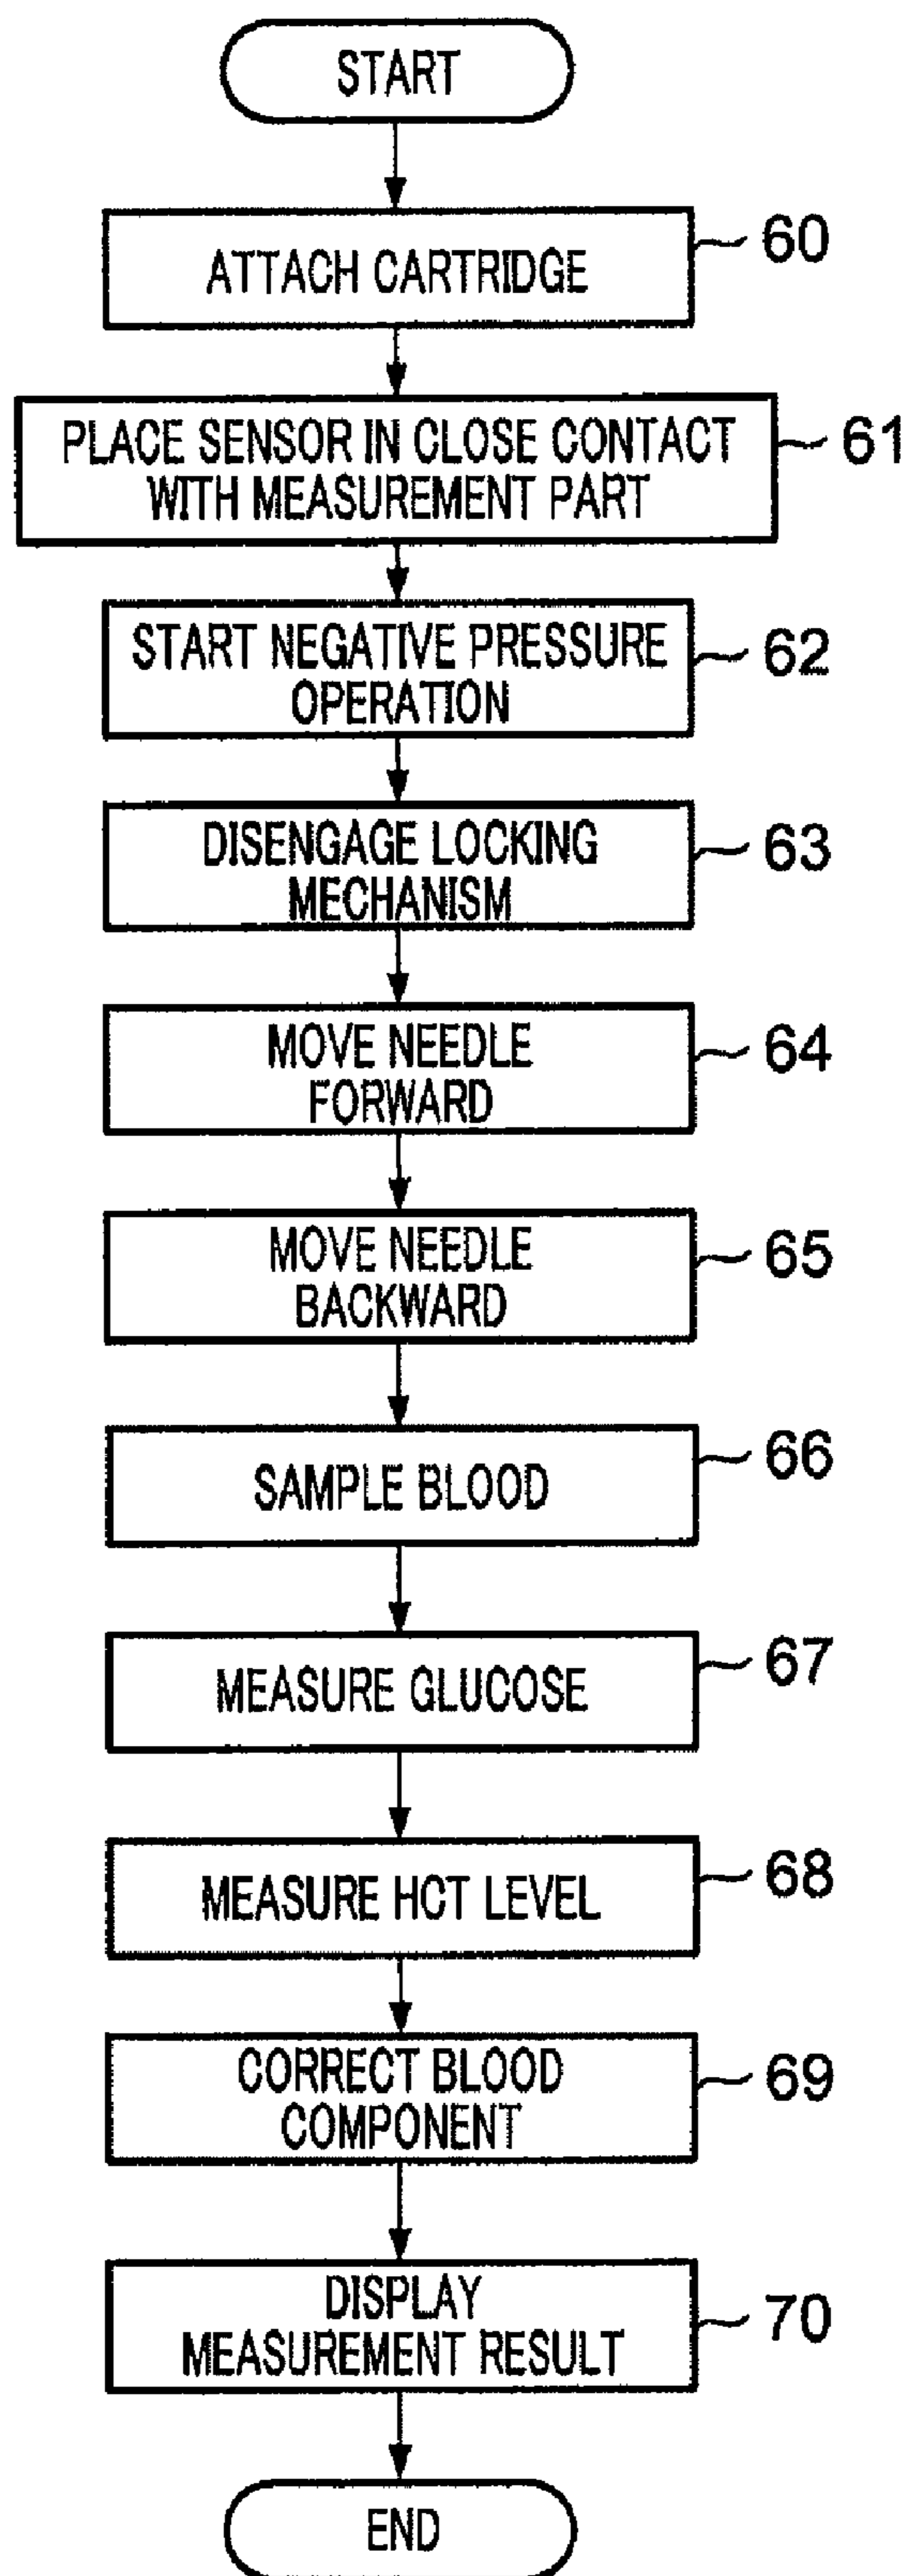 START
ATTACH CARTRIDGE
60
PLACE SENSOR IN CLOSE CONTACT
WITH MEASUREMENT PART
61
START NEGATIVE PRESSURE
OPERATION
62
DISENGAGE LOCKING
MECHANISM
63
MOVE NEEDLE
FORWARD
64
MOVE NEEDLE
BACKWARD
65
SAMPLE BLOOD
66
MEASURE GLUCOSE
67
MEASURE HCT LEVEL
68
CORRECT BLOOD
COMPONENT
69
DISPLAY
MEASUREMENT RESULT
70
END